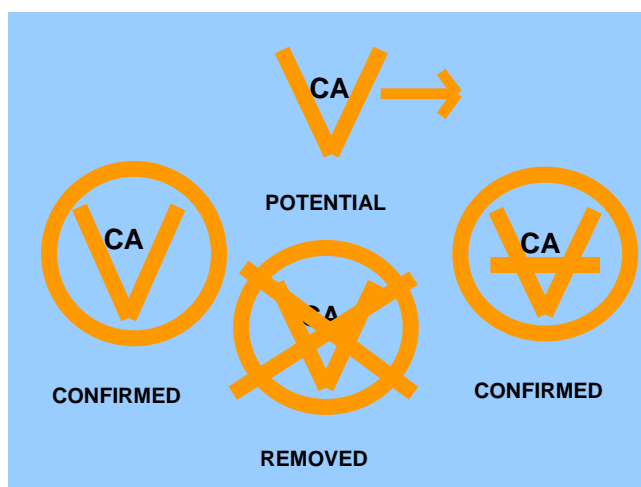 CA
POTENTIAL
CA
CA
CA
CONFIRMED
CONFIRMED
REMOVED